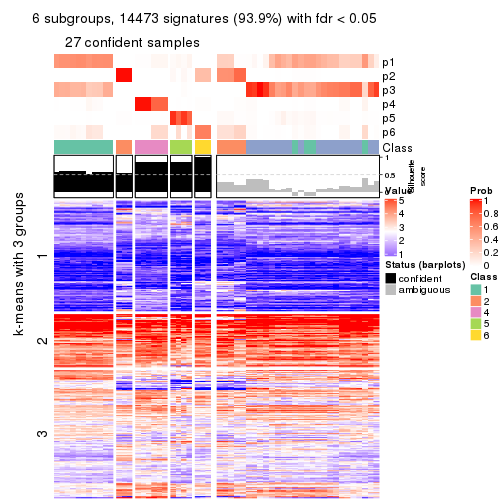 6 subgroups, 14473 signatures (93.9%) with fdr < 0.05
27 confident samples
p1
p2
p3
p4
p5
p6
Class
1
0.5
0
Silhouette
score
k-means with 3 groups
1
2
3
Value
5
4
3
2
1
Status (barplots)
confident
ambiguous
Prob
1
0.8
0.6
0.4
0.2
0
Class
1
2
4
5
6